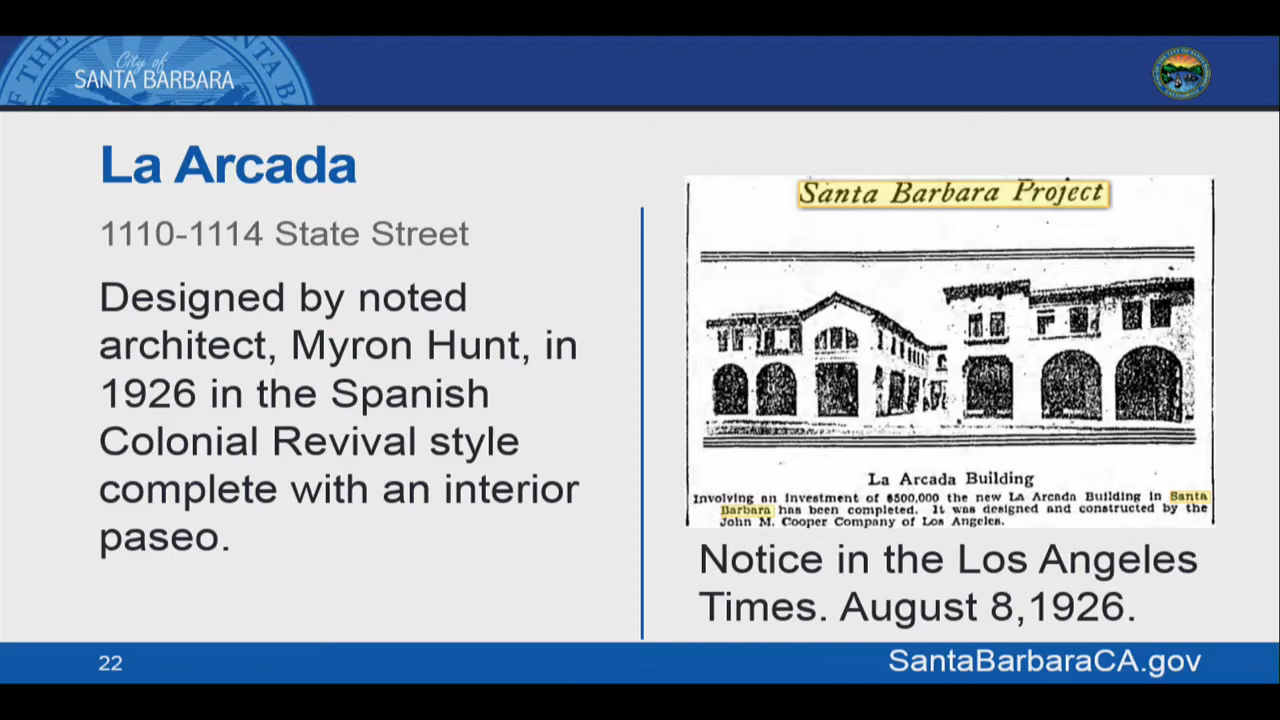 City of
SANTA BARBARA
La Arcada
1110-1114 State Street
Designed by noted
architect, Myron Hunt, in
1926 in the Spanish
Colonial Revival style
complete with an interior
paseo.
Santa Barbara Project
La Arcada Building
Involving an investment of $500,000 the new La Arcada Building in Santa
Barbara has been completed. It was designed and constructed by the
John M. Cooper Company of Los Angeles.
Notice in the Los Angeles
Times. August 8,1926.
22
SantaBarbaraCA.gov